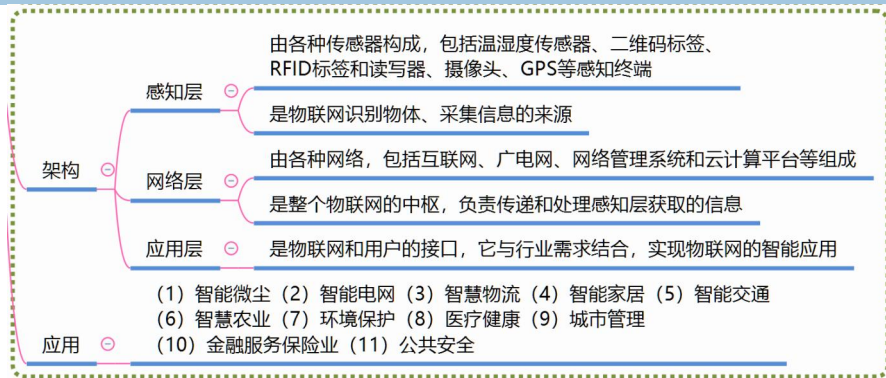 由各种传感器构成，包括温湿度传感器、二维码标签、
RFID标签和读写器、摄像头、GPS等感知终端
感知层
是物联网识别物体、采集信息的来源
架构
由各种网络，包括互联网、广电网、网络管理系统和云计算平台等组成
网络层
是整个物联网的中枢，负责传递和处理感知层获取的信息
应用层
是物联网和用户的接口，它与行业需求结合，实现物联网的智能应用
（1）智能微尘（2）智能电网（3）智慧物流（4）智能家居（5）智能交通
（6）智慧农业（7）环境保护（8）医疗健康（9）城市管理
（10）金融服务保险业（11）公共安全
应用